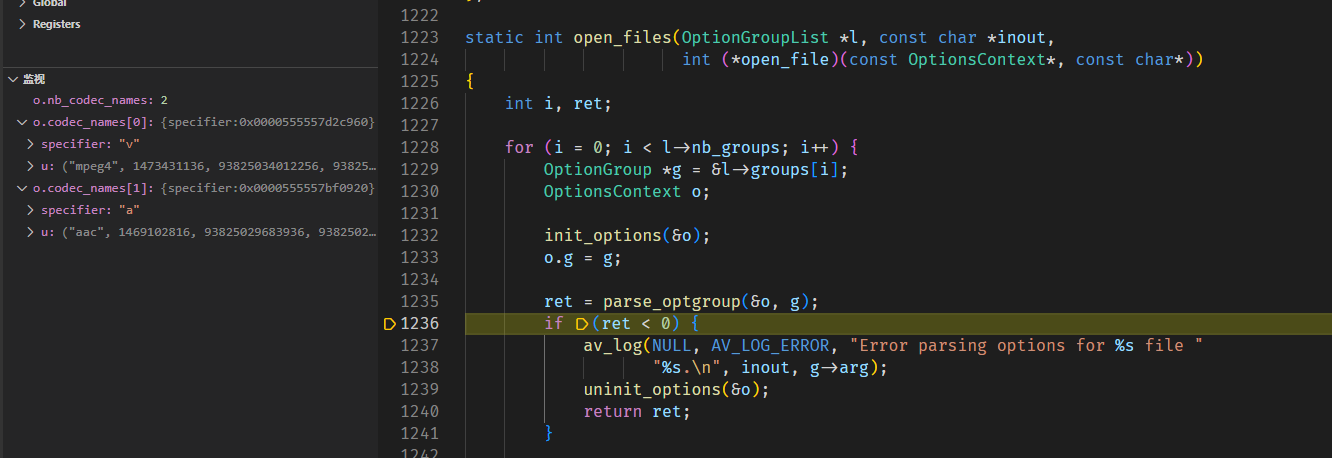 Global
Registers
监视
o.nb_codec_names: 2
o.codec_names[0]: {specifier:0x0000555557d2c960}
specifier: "v"
u: ("mpeg4", 1473431136, 93825034012256, 93825...
o.codec_names[1]: {specifier:0x0000555557bf0920}
specifier: "a"
u: ("aac", 1469102816, 93825029683936, 9382502...
1222
1223 static int open_files(OptionGroupList *l, const char *inout,
1224 int (*open_file)(const OptionsContext*, const char*))
1225 {
1226 int i, ret;
1227
1228 for (i = 0; i < l->nb_groups; i++) {
1229 OptionGroup *g = &l->groups[i];
1230 OptionsContext o;
1231
1232 init_options(&o);
1233 o.g = g;
1234
1235 ret = parse_optgroup(&o, g);
1236 if (ret < 0) {
1237 av_log(NULL, AV_LOG_ERROR, "Error parsing options for %s file "
1238 "%s.\n", inout, g->arg);
1239 uninit_options(&o);
1240 return ret;
1241 }
1242